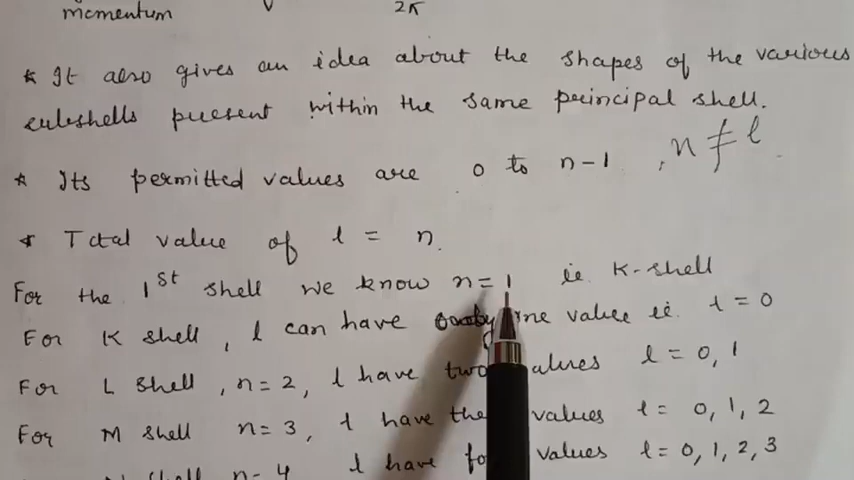 momentum 2π
* It also gives an idea about the shapes of the various
subshells present within the same principal shell.
* Its permitted values are 0 to n-1, n ≠ l
* Total value of l = n.
For the 1st shell we know n=1 ie. K-shell
For K shell, l can have one value ie. l = 0
For L shell, n=2, l have two values l = 0, 1
For M shell n=3, l have values l = 0, 1, 2
shell n=4 l have values l = 0, 1, 2, 3